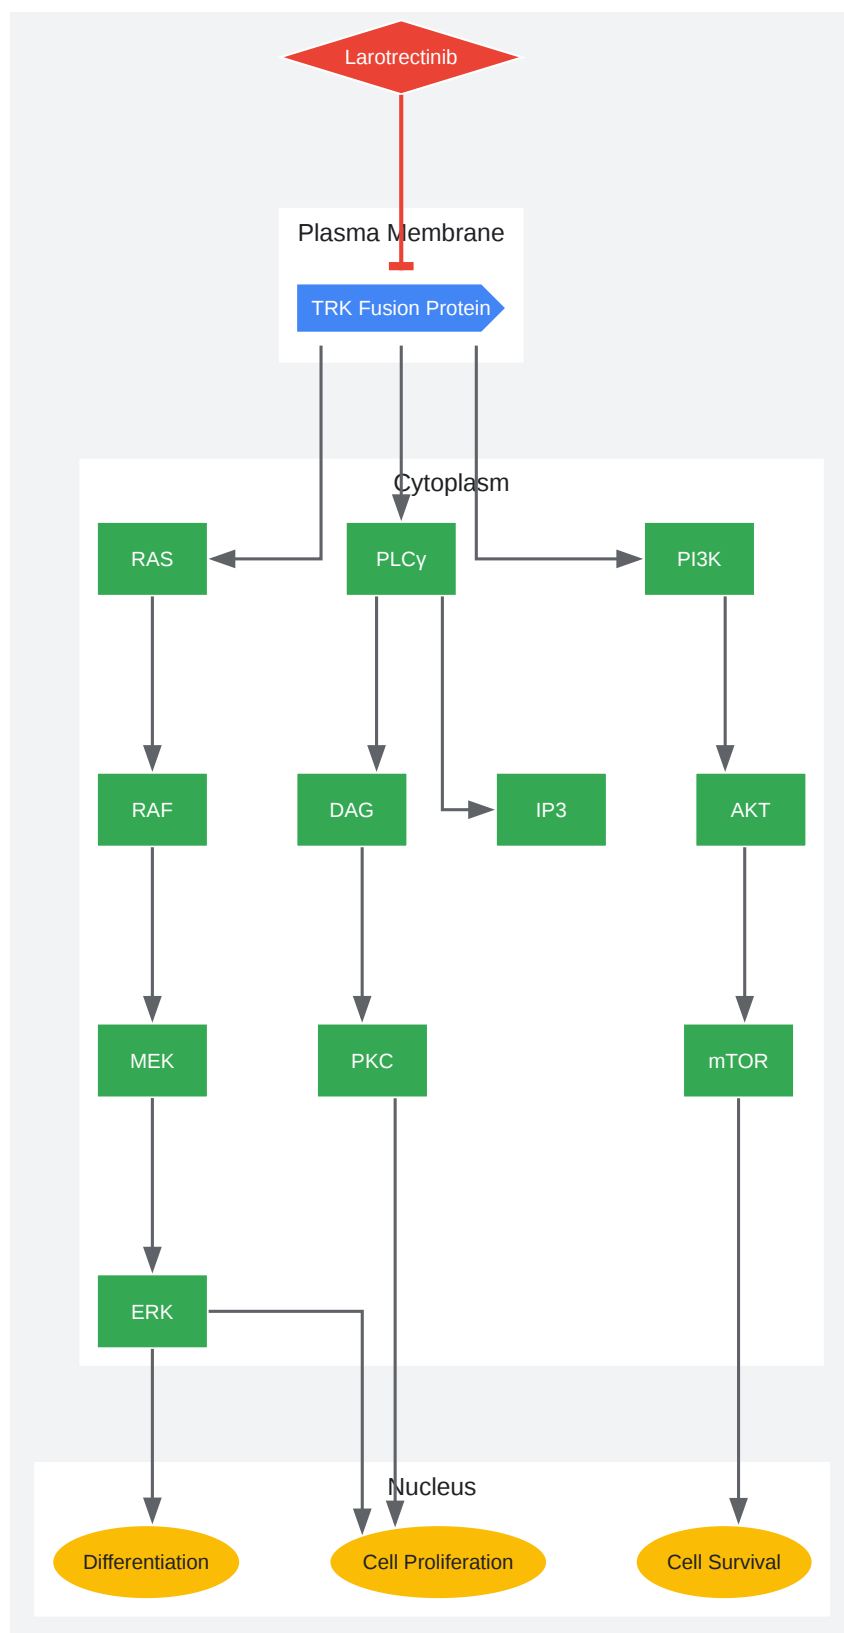 Larotrectinib
Plasma Membrane
TRK Fusion Protein
Cytoplasm
RAS
PLCγ
PI3K
RAF
DAG
IP3
AKT
MEK
PKC
mTOR
ERK
Nucleus
Differentiation
Cell Proliferation
Cell Survival